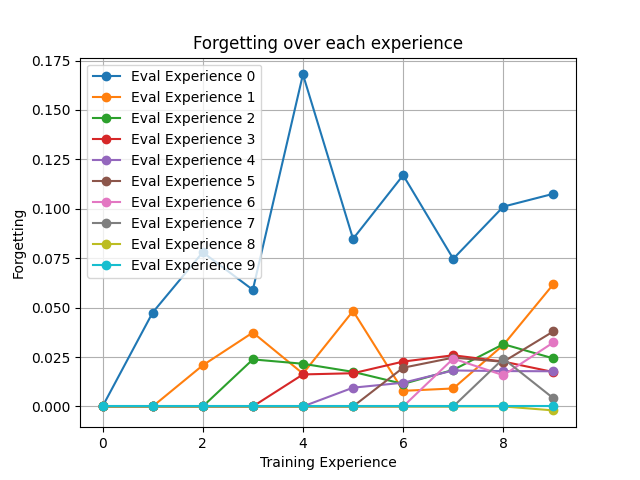 Forgetting over each experience
0.175
0.150
0.125
0.100
0.075
0.050
0.025
0.000
Forgetting
Eval Experience 0
Eval Experience 1
Eval Experience 2
Eval Experience 3
Eval Experience 4
Eval Experience 5
Eval Experience 6
Eval Experience 7
Eval Experience 8
Eval Experience 9
0 2 4 6 8
Training Experience